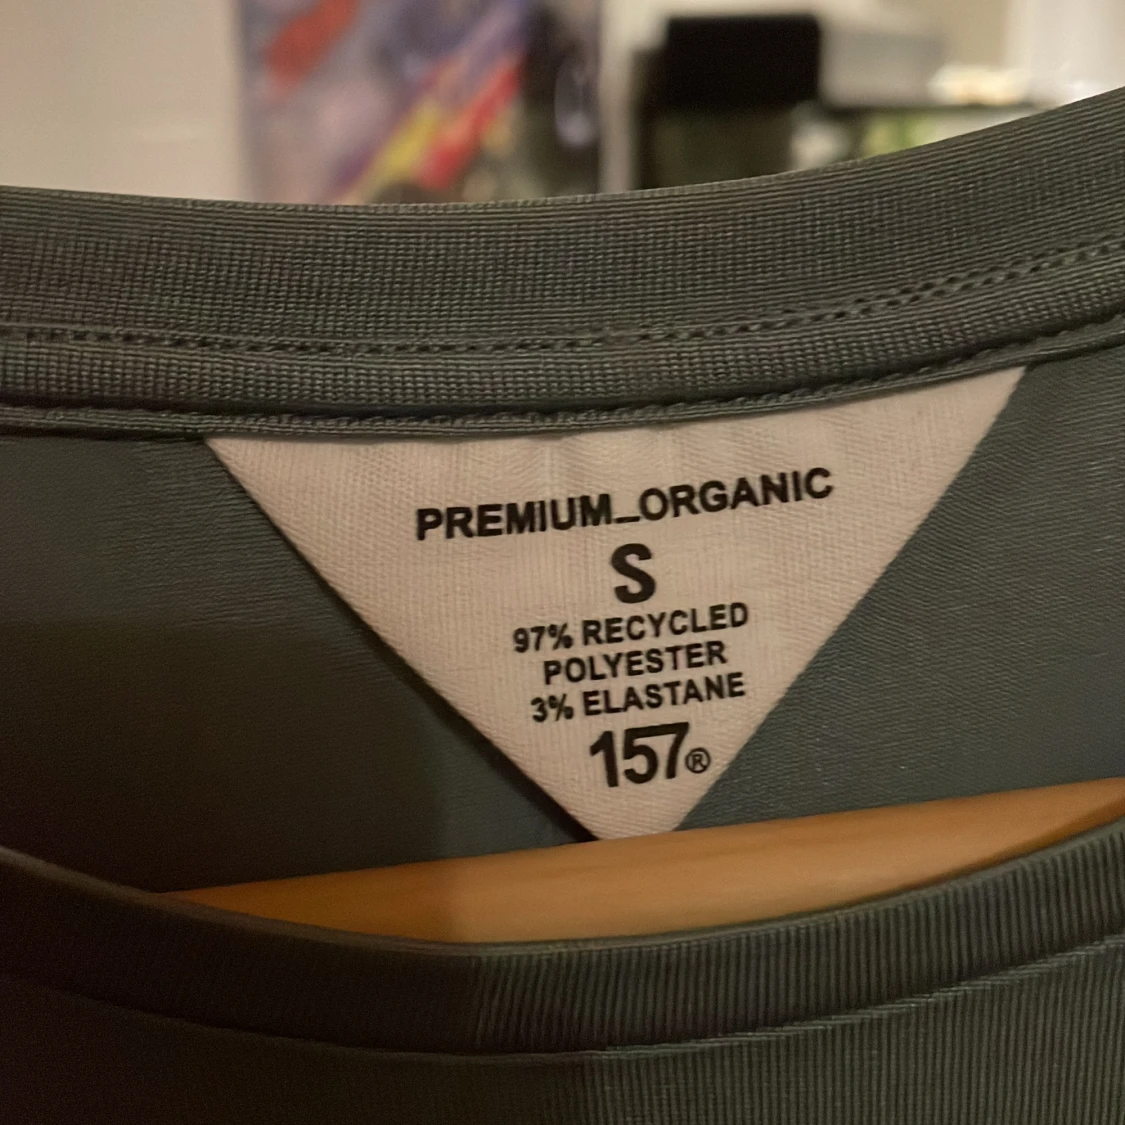 PREMIUM_ORGANIC
S
97% RECYCLED
POLYESTER
3% ELASTANE
157®